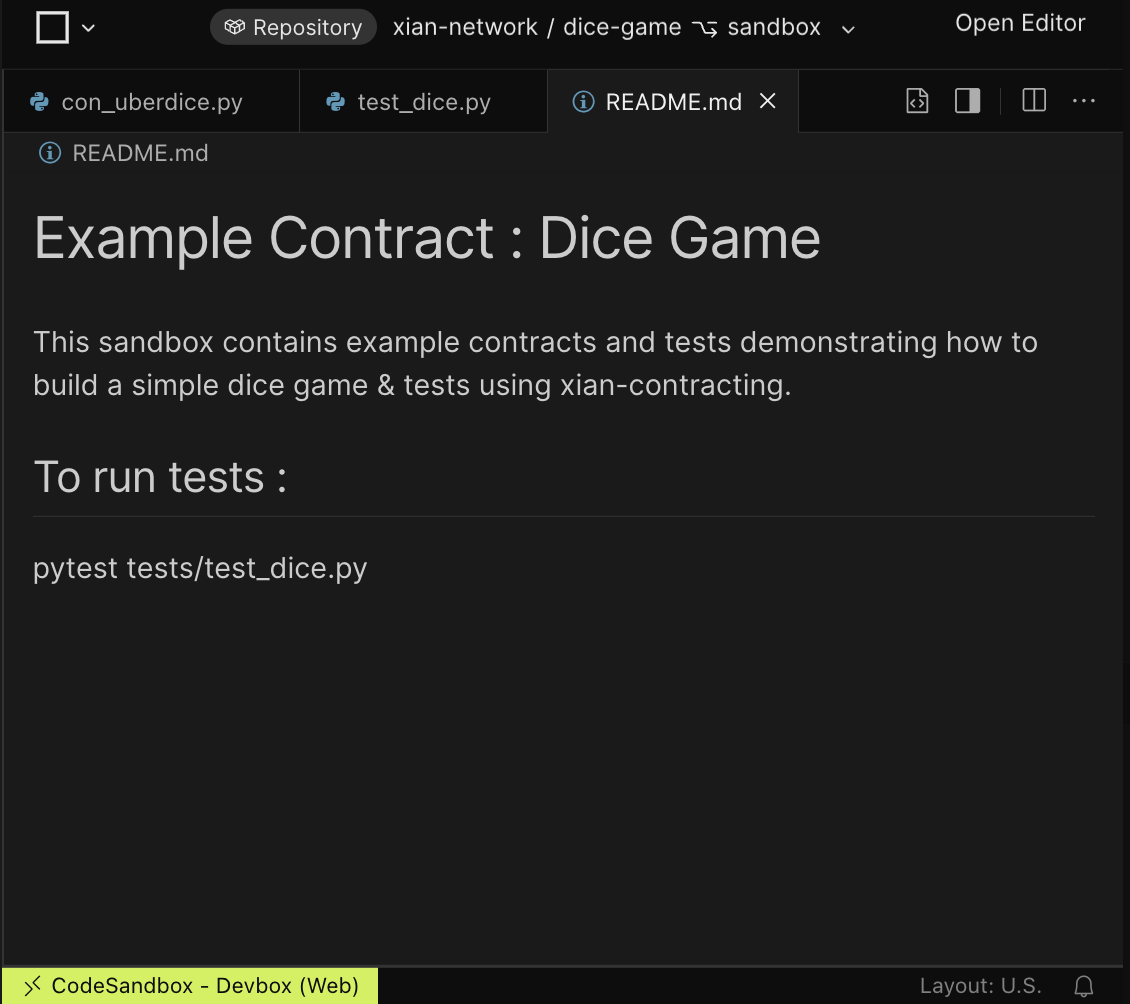 Repository xian-network / dice-game sandbox Open Editor
con_uberdice.py test_dice.py README.md
README.md
Example Contract : Dice Game
This sandbox contains example contracts and tests demonstrating how to
build a simple dice game & tests using xian-contracting.
To run tests :
pytest tests/test_dice.py
CodeSandbox - Devbox (Web) Layout: U.S.